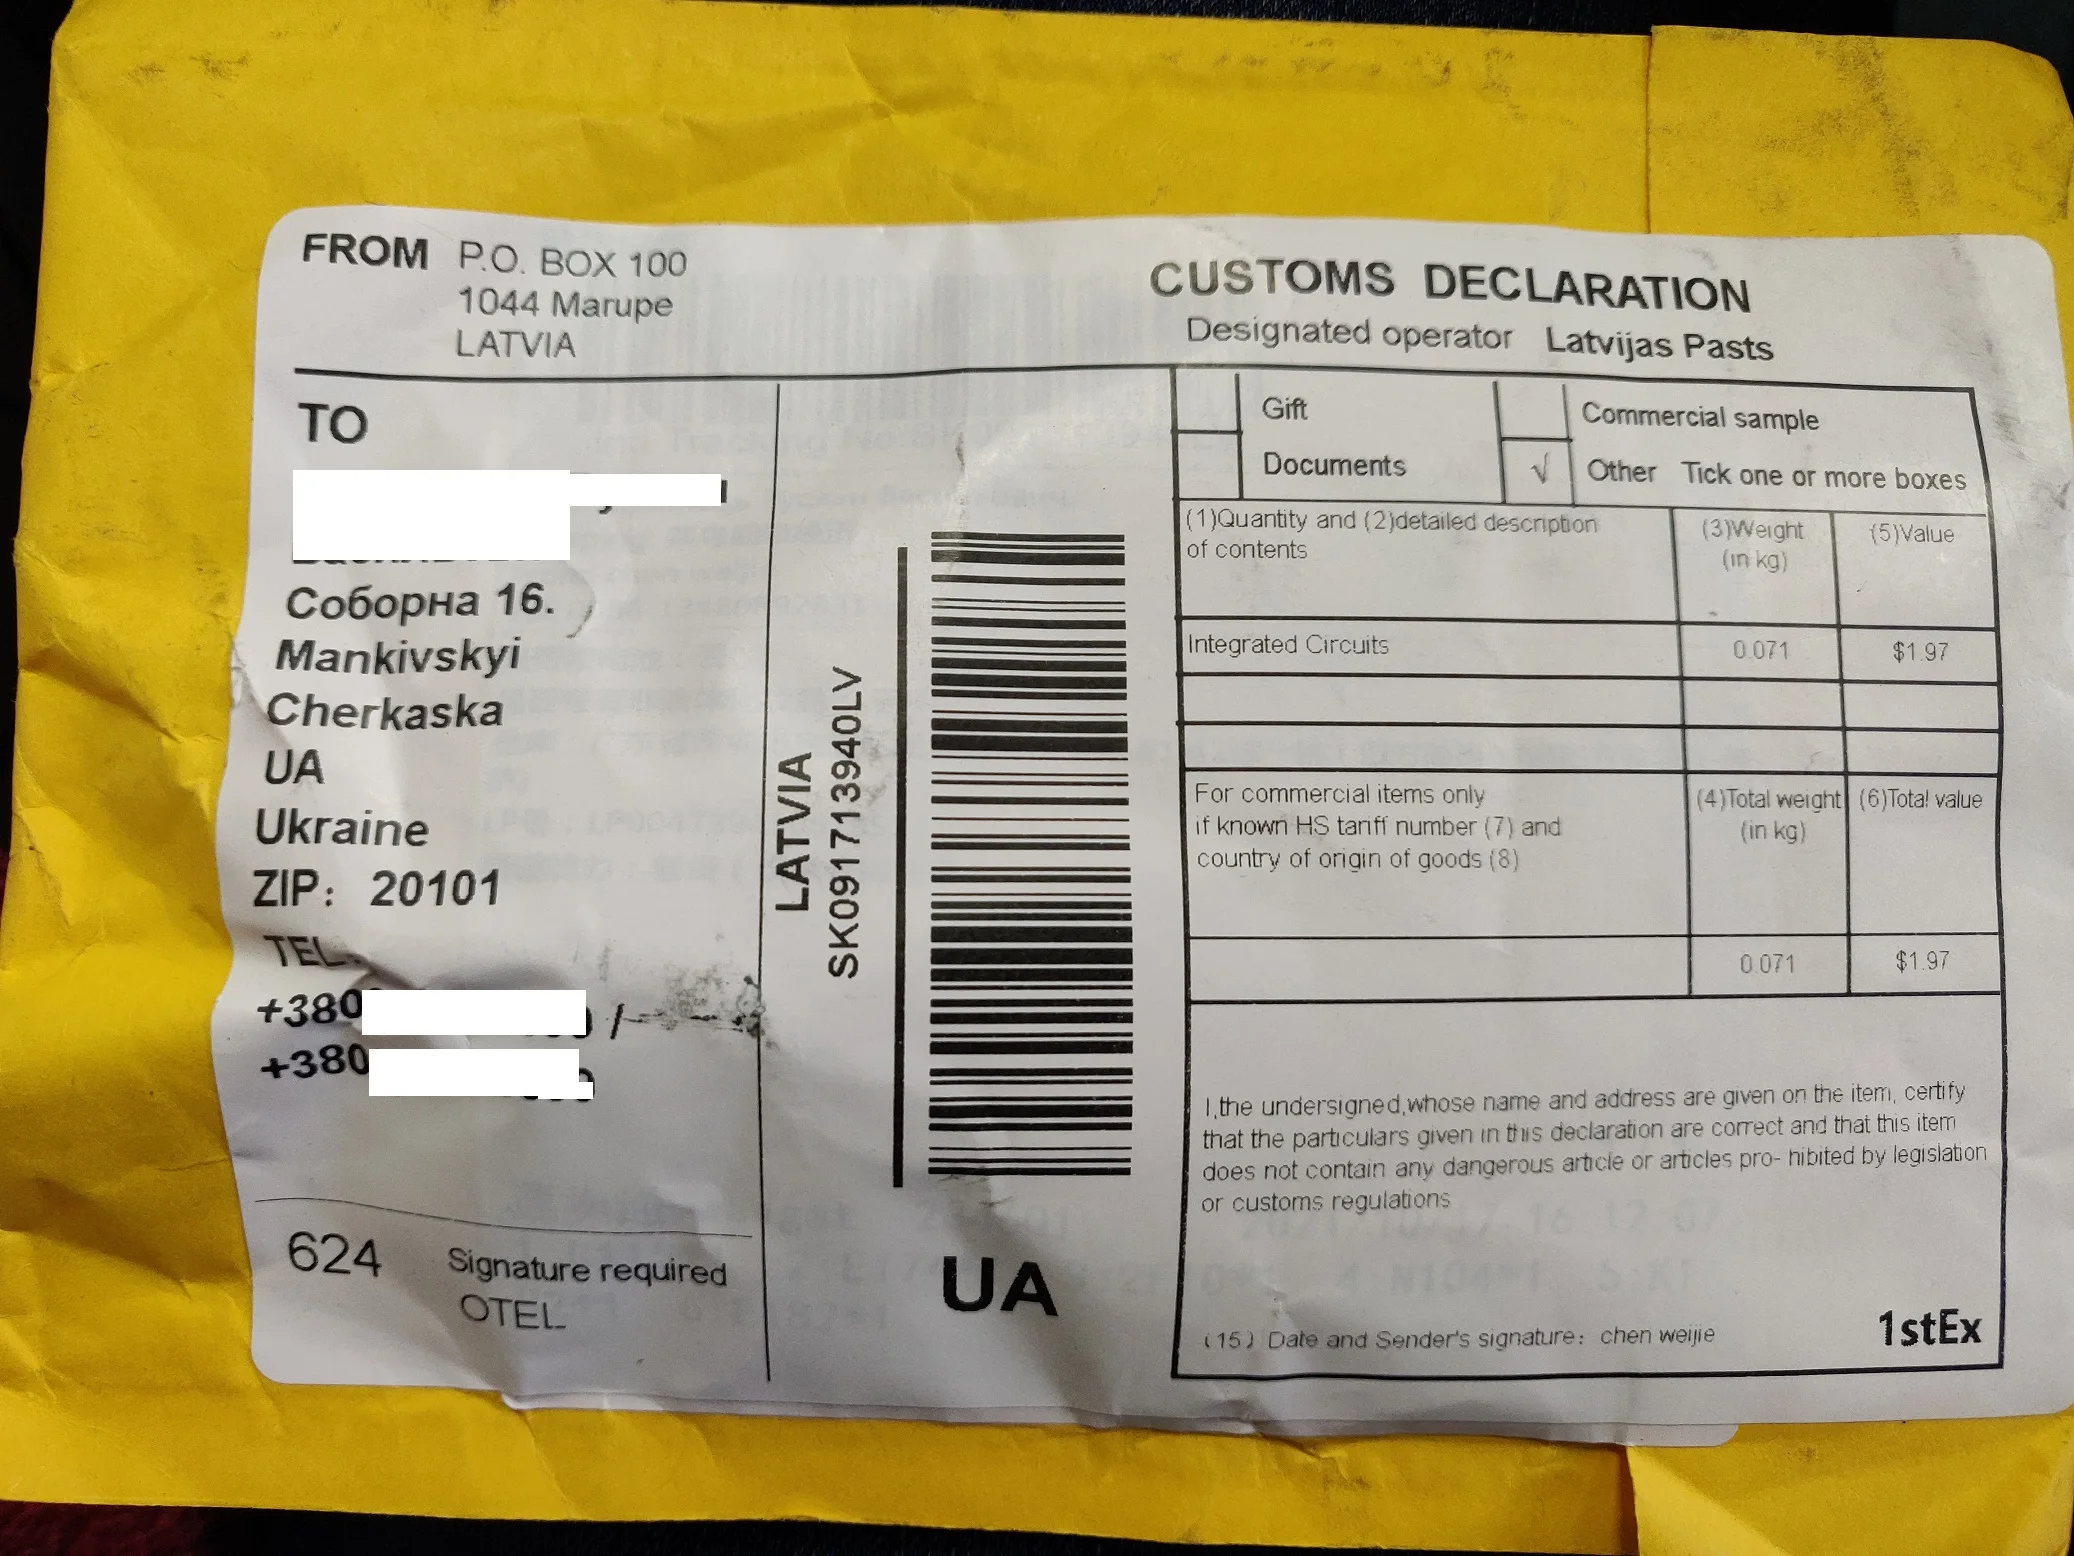 FROM P.O. BOX 100
1044 Marupe
LATVIA
CUSTOMS DECLARATION
Designated operator Latvijas Pasts
TO
Соборна 16.
Mankivskyi
Cherkaska
UA
Ukraine
ZIP: 20101
TEL.
+380
+380
624 Signature required
OTEL
LATVIA
SK091713940LV
UA
Gift
Commercial sample
Documents
√ Other Tick one or more boxes
(1)Quantity and (2)detailed description
of contents
(3)Weight
(in kg)
(5)Value
Integrated Circuits 0.071 $1.97
For commercial items only
if known HS tariff number (7) and
country of origin of goods (8)
(4)Total weight
(in kg)
(6)Total value
0.071 $1.97
I,the undersigned,whose name and address are given on the item, certify
that the particulars given in this declaration are correct and that this item
does not contain any dangerous article or articles pro- hibited by legislation
or customs regulations
(15) Date and Sender's signature: chen weijie
1stEx